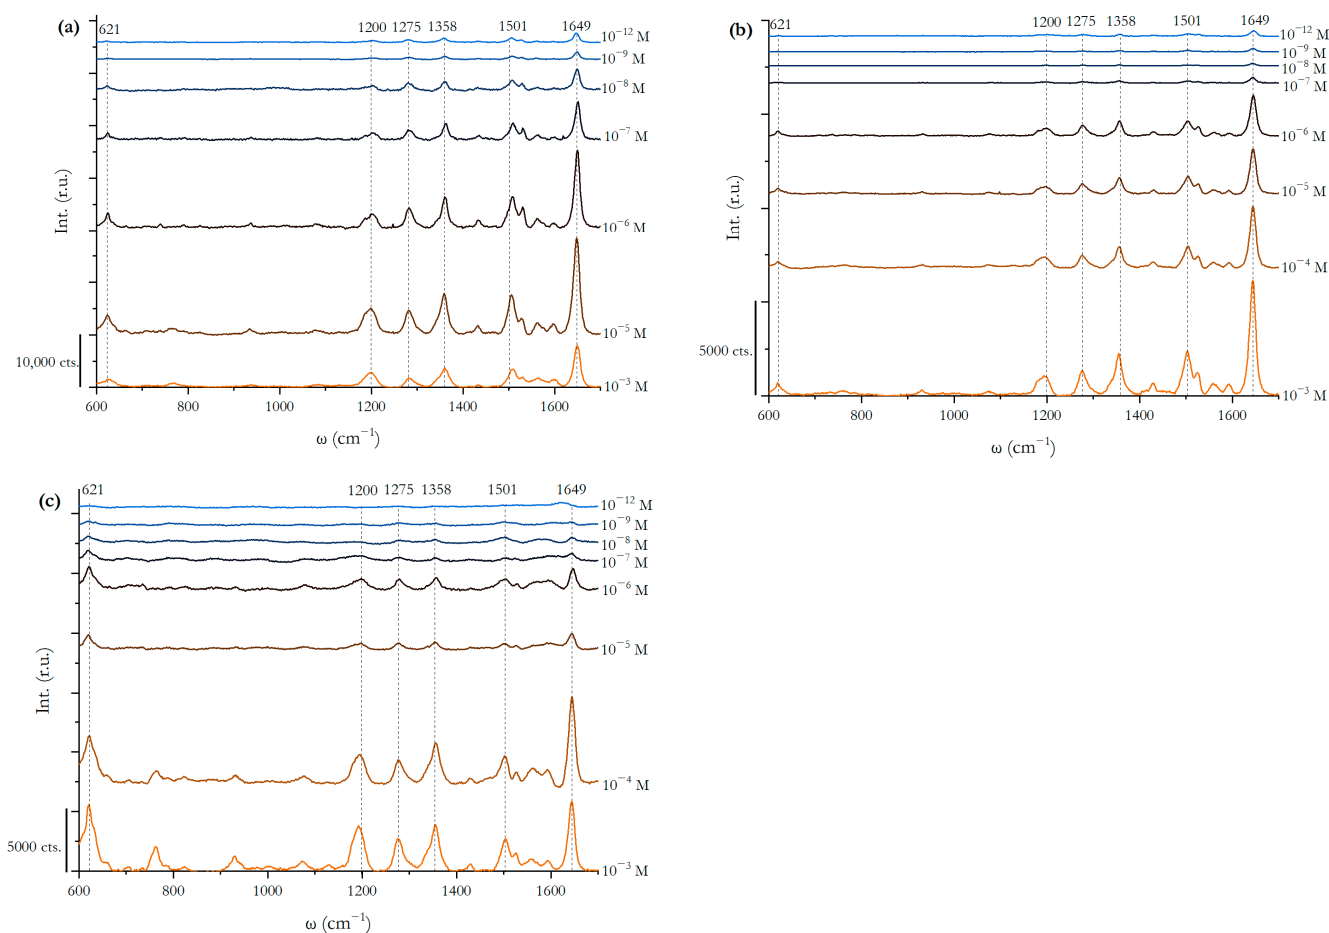 (a)
621 1200 1275 1358 1501 1649
10⁻¹² M
10⁻⁹ M
10⁻⁸ M
10⁻⁷ M
10⁻⁶ M
10⁻⁵ M
10⁻³ M
Int. (r.u.)
10,000 cts.
600 800 1000 1200 1400 1600
ω (cm⁻¹)
(b)
621 1200 1275 1358 1501 1649
10⁻¹² M
10⁻⁹ M
10⁻⁸ M
10⁻⁷ M
10⁻⁶ M
10⁻⁵ M
10⁻⁴ M
10⁻³ M
Int. (r.u.)
5000 cts.
600 800 1000 1200 1400 1600
ω (cm⁻¹)
(c)
621 1200 1275 1358 1501 1649
10⁻¹² M
10⁻⁹ M
10⁻⁸ M
10⁻⁷ M
10⁻⁶ M
10⁻⁵ M
10⁻⁴ M
10⁻³ M
Int. (r.u.)
5000 cts.
600 800 1000 1200 1400 1600
ω (cm⁻¹)